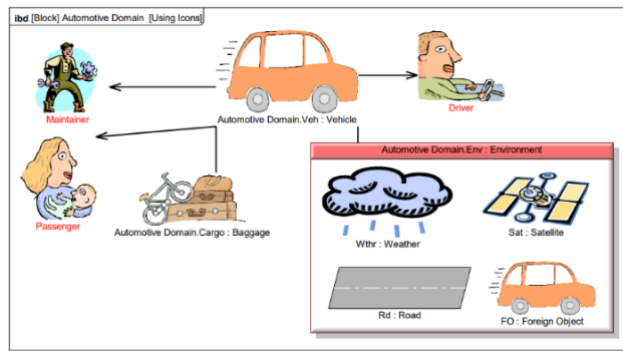 ibd [Block] Automotive Domain [Using Icons]
Maintainer
Automotive Domain.Veh : Vehicle
Driver
Passenger
Automotive Domain.Cargo : Baggage
Automotive Domain.Env : Environment
Wthr : Weather
Sat : Satellite
Rd : Road
FO : Foreign Object